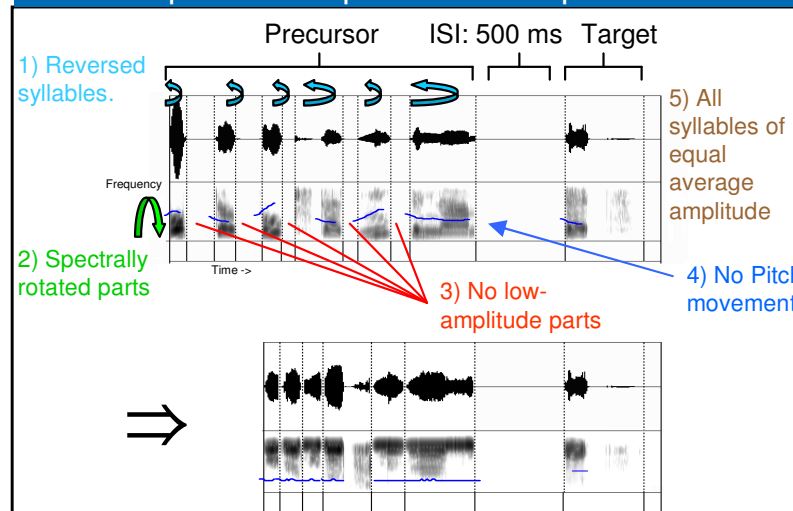 Precursor ISI: 500 ms Target
1) Reversed
syllables.
5) All
syllables of
equal
average
amplitude
Frequency
2) Spectrally
rotated parts
Time ->
3) No low-
amplitude parts
4) No Pitch
movement
⇒